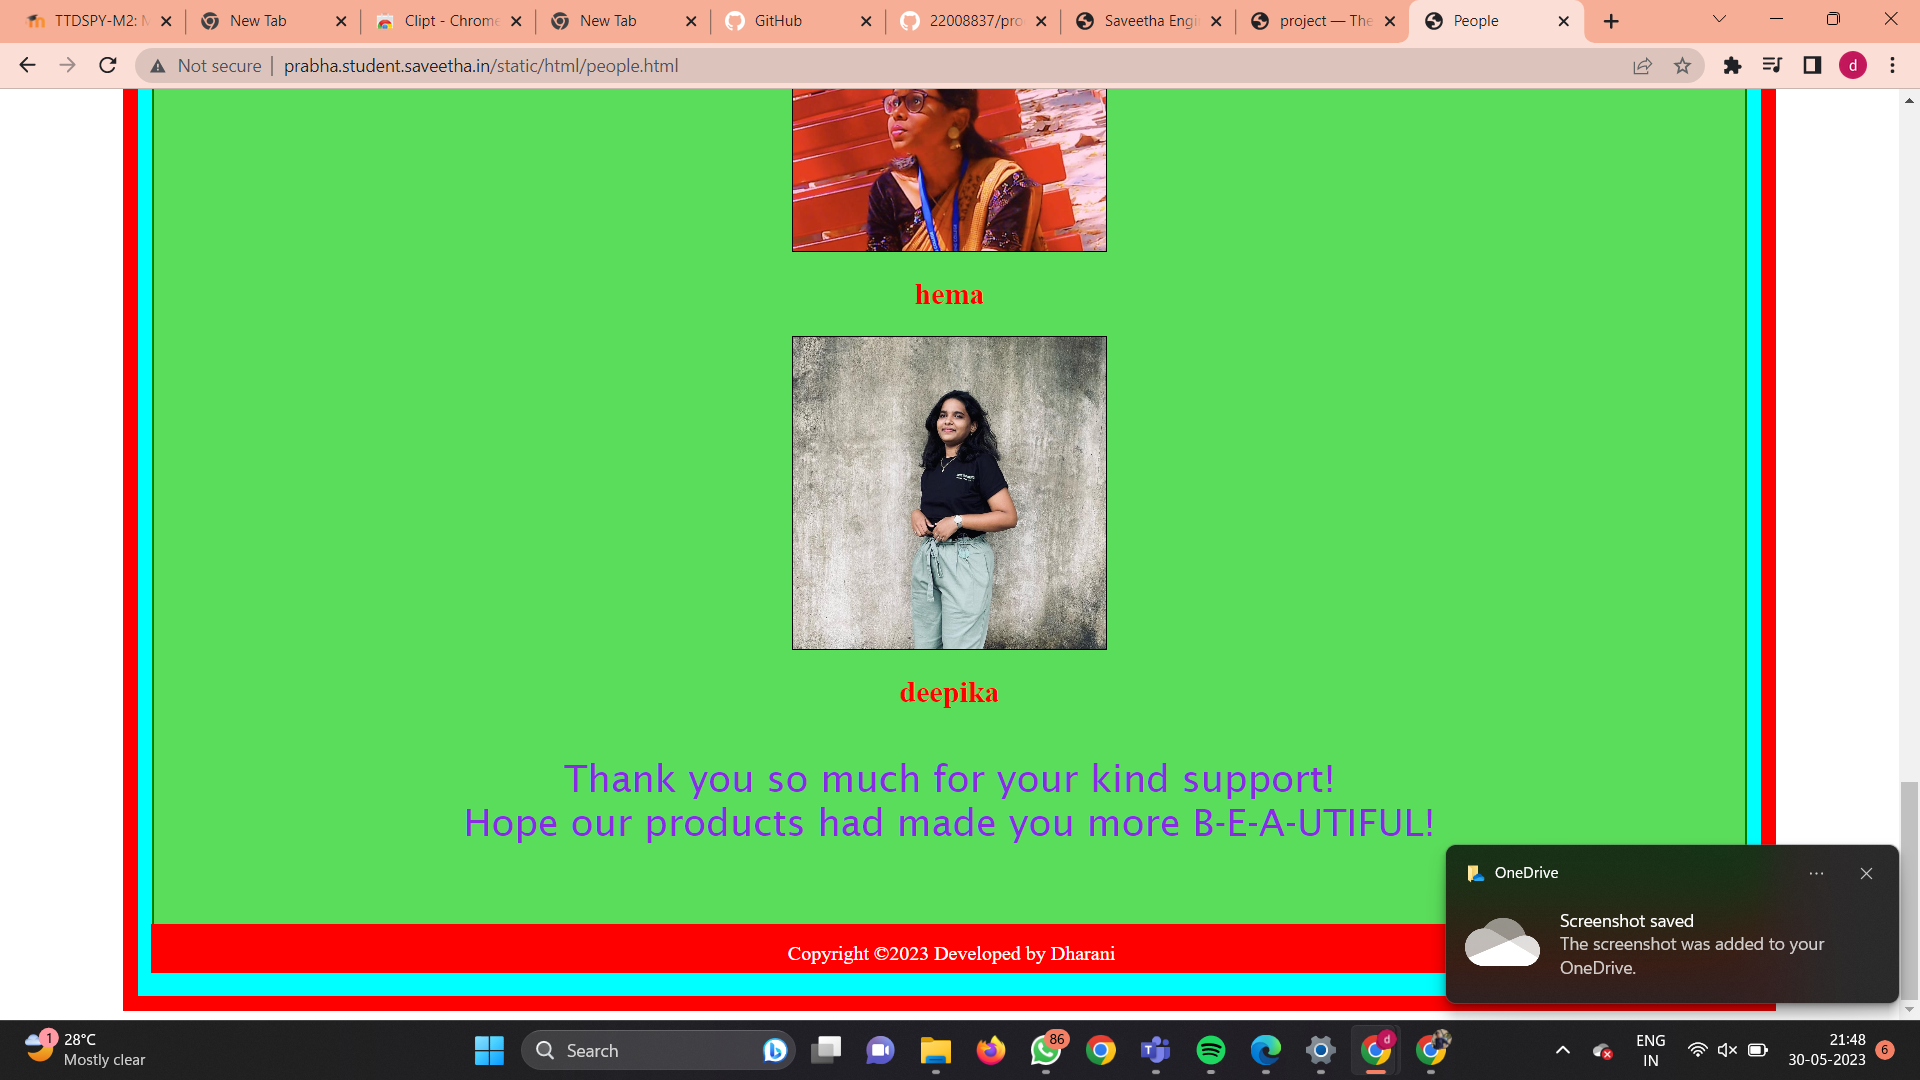 TTDSPY-M2:
New Tab
Clipt - Chrome
New Tab
GitHub
22008837/pro
Saveetha Engi
project — The
People
Not secure
prabha.student.saveetha.in/static/html/people.html
d
hema
deepika
Thank you so much for your kind support!
Hope our products had made you more B-E-A-UTIFUL!
Copyright ©2023 Developed by Dharani
OneDrive
Screenshot saved
The screenshot was added to your
OneDrive.
1
28°C
Mostly clear
Search
86
d
ENG
IN
21:48
30-05-2023
6